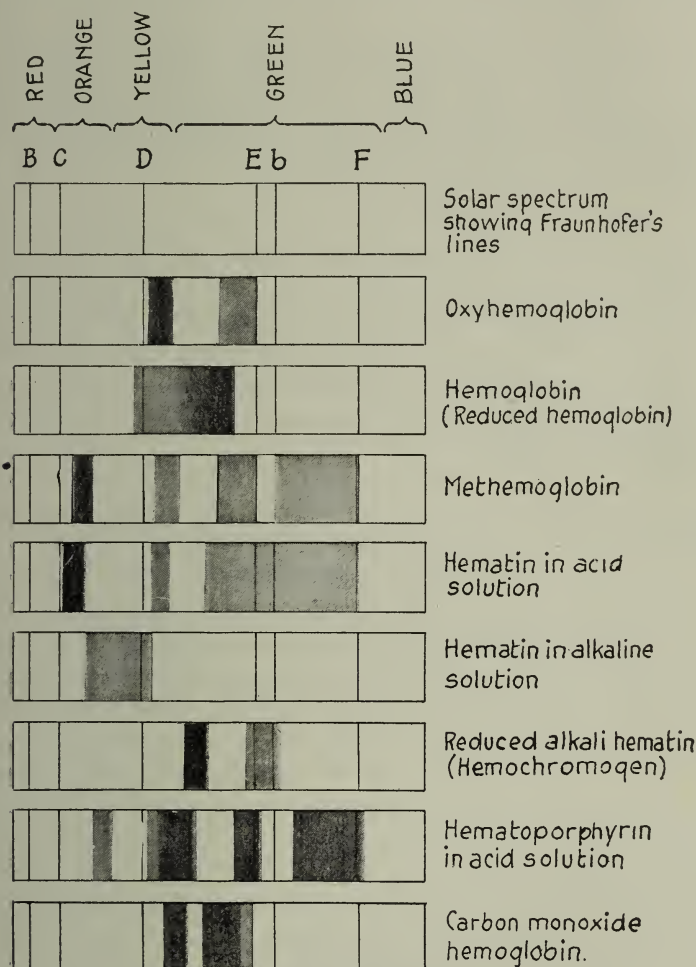 RED
ORANGE
YELLOW
GREEN
BLUE
B C D E b F
Solar spectrum
showing Fraunhofer's
lines
Oxyhemoglobin
Hemoglobin
(Reduced hemoglobin)
Methemoglobin
Hematin in acid
solution
Hematin in alkaline
solution
Reduced alkali hematin
(Hemochromogen)
Hematoporphyrin
in acid solution
Carbon monoxide
hemoglobin.